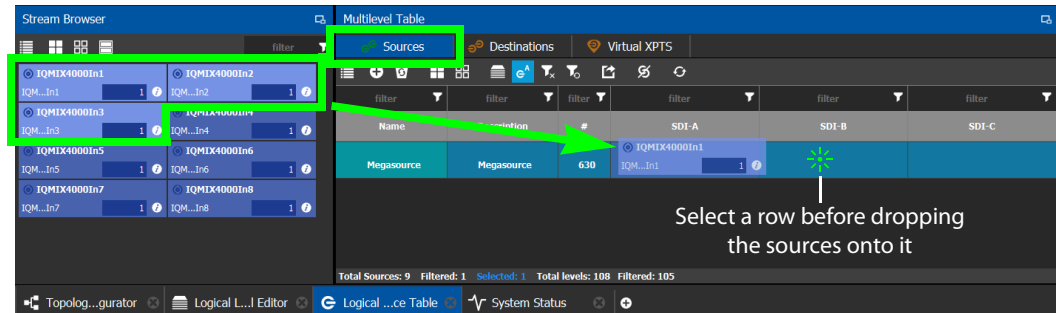 Stream Browser
Multilevel Table
filter
Sources
Destinations
Virtual XPTS
IQMIX4000In1
IQMIX4000In2
IQM...In1 1
IQM...In2 1
IQMIX4000In3
IQMIX4000In4
IQM...In3 1
IQM...In4 1
IQMIX4000In5
IQMIX4000In6
IQM...In5 1
IQM...In6 1
IQMIX4000In7
IQMIX4000In8
IQM...In7 1
IQM...In8 1
filter filter filter filter filter filter
Name Description # SDI-A SDI-B SDI-C
Megasource Megasource 630
IQMIX4000In1
IQM...In1 1
Select a row before dropping
the sources onto it
Total Sources: 9 Filtered: 1 Selected: 1 Total levels: 108 Filtered: 105
Topolog...gurator
Logical L...l Editor
Logical ...ce Table
System Status